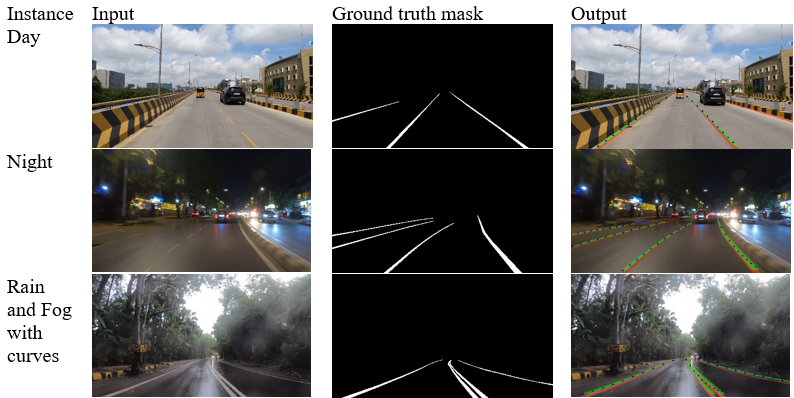 Instance Input Ground truth mask Output
Day
Night
Rain
and Fog
with
curves